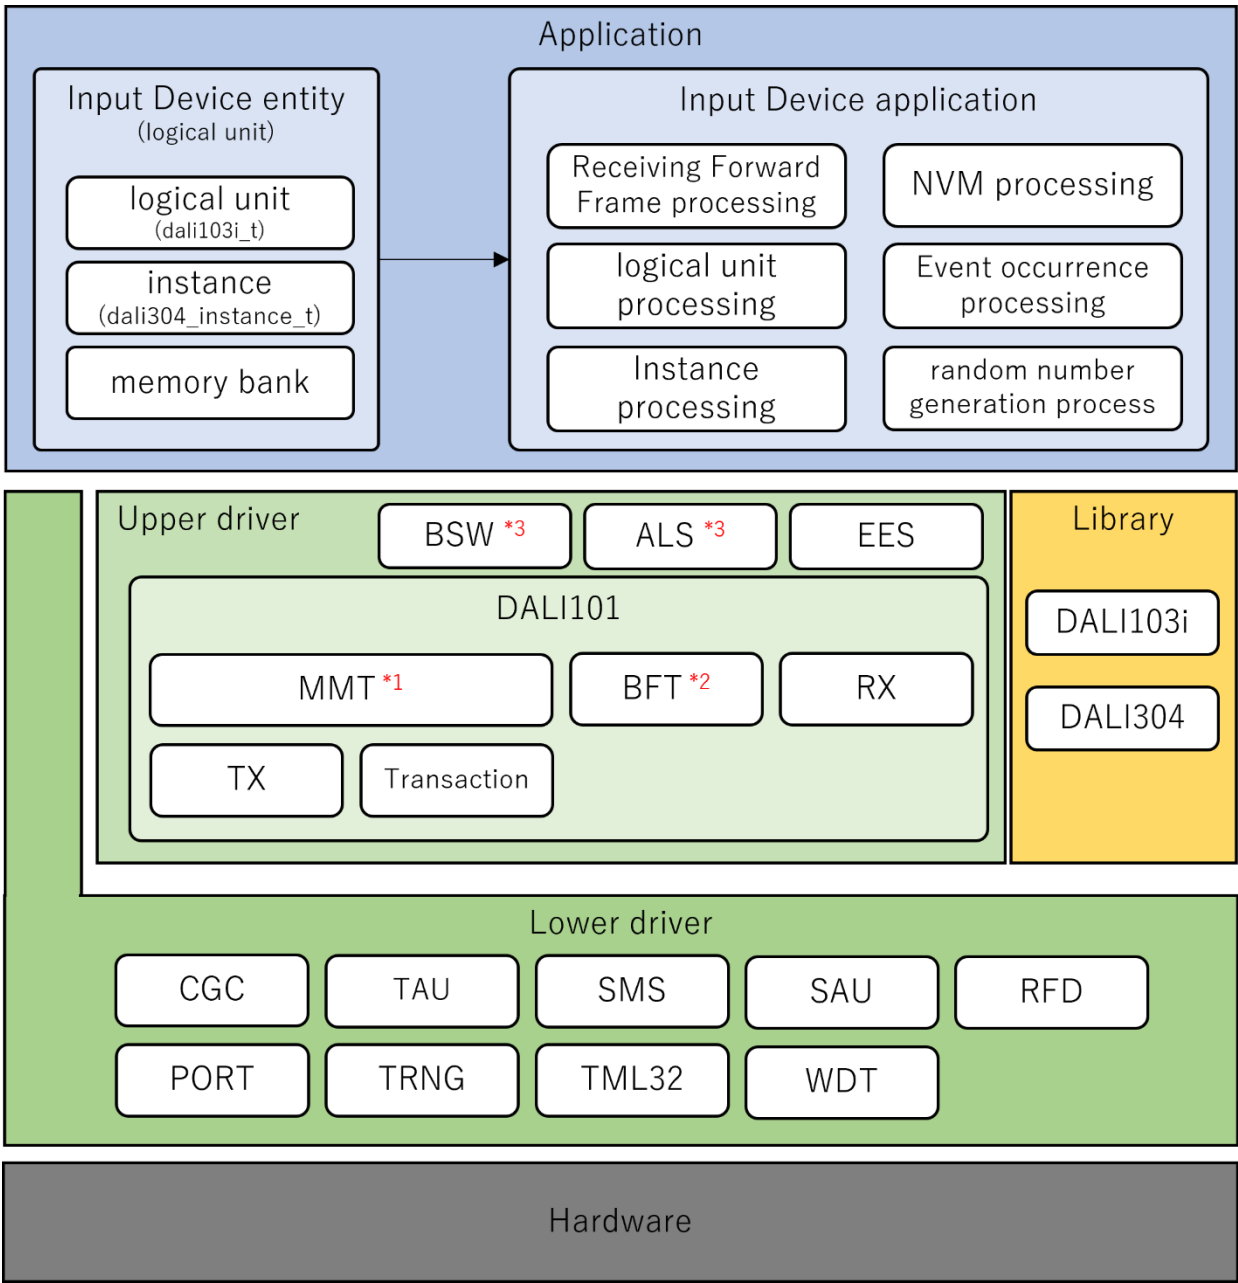 Application
Input Device entity
(logical unit)
logical unit
(dali103i_t)
instance
(dali304_instance_t)
memory bank
Input Device application
Receiving Forward
Frame processing
NVM processing
logical unit
processing
Event occurrence
processing
Instance
processing
random number
generation process
Upper driver
BSW *3
ALS *3
EES
DALI101
MMT *1
BFT *2
RX
TX
Transaction
Library
DALI103i
DALI304
Lower driver
CGC
TAU
SMS
SAU
RFD
PORT
TRNG
TML32
WDT
Hardware